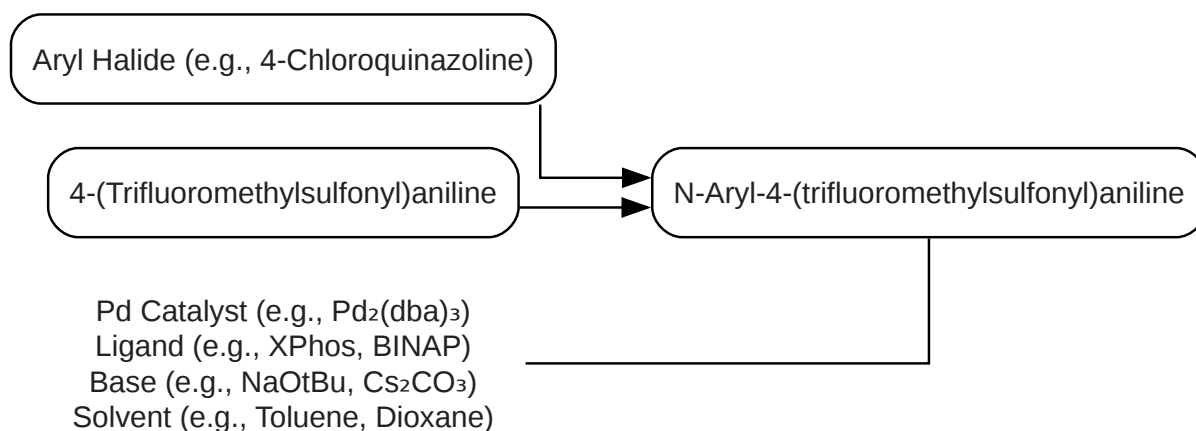 Aryl Halide (e.g., 4-Chloroquinazoline)
4-(Trifluoromethylsulfonyl)aniline
N-Aryl-4-(trifluoromethylsulfonyl)aniline
Pd Catalyst (e.g., Pd₂(dba)₃)
Ligand (e.g., XPhos, BINAP)
Base (e.g., NaOtBu, Cs₂CO₃)
Solvent (e.g., Toluene, Dioxane)